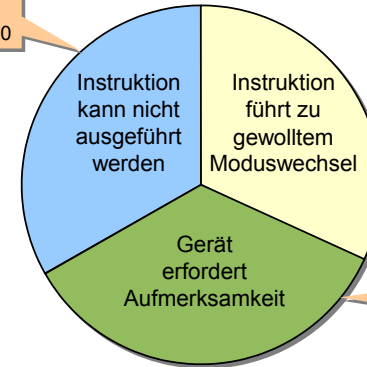 0
Instruktion
kann nicht
ausgeführt
werden
Instruktion
führt zu
gewolltem
Moduswechsel
Gerät
erfordert
Aufmerksamkeit